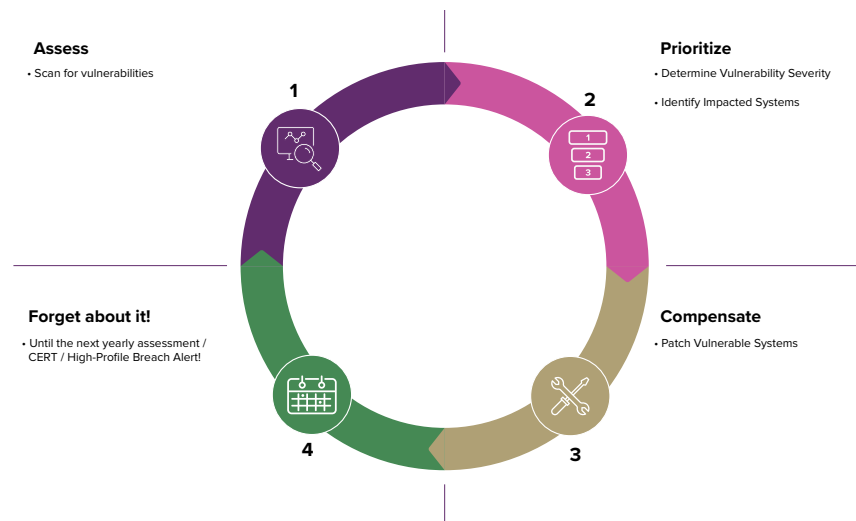 Assess
• Scan for vulnerabilities
1
Prioritize
• Determine Vulnerability Severity
• Identify Impacted Systems
2
1
2
3
Forget about it!
• Until the next yearly assessment /
CERT / High-Profile Breach Alert!
4
Compensate
• Patch Vulnerable Systems
3